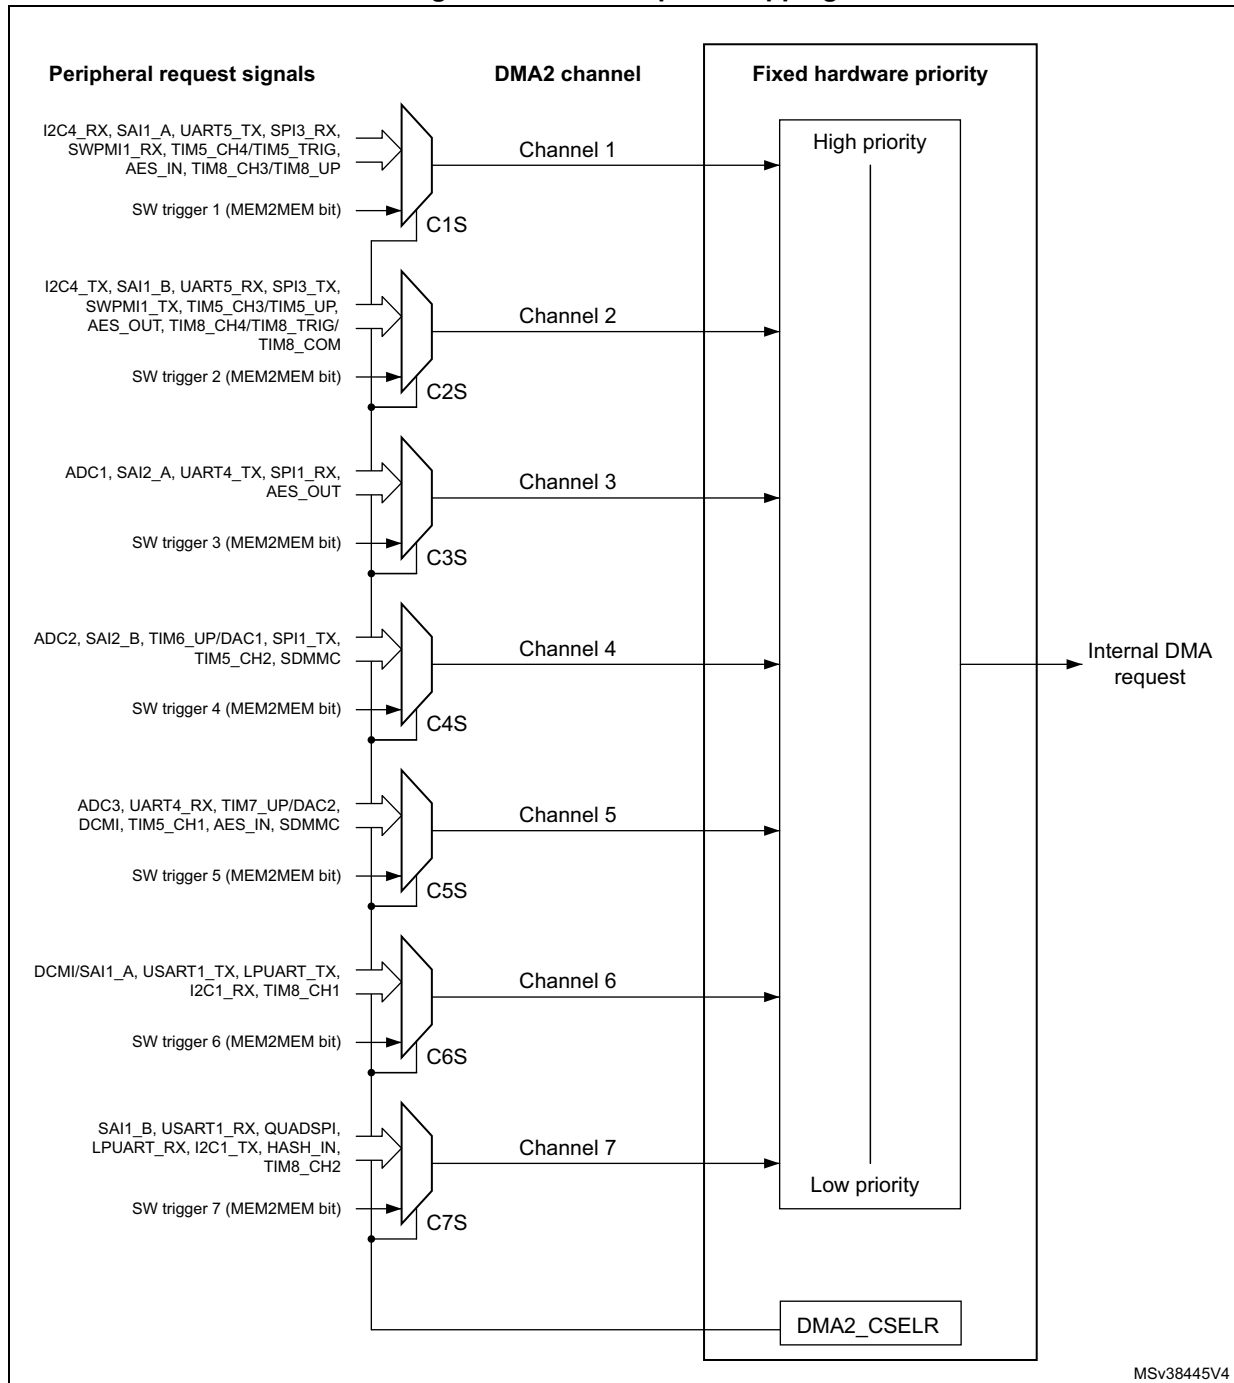 Peripheral request signals
DMA2 channel
Fixed hardware priority
High priority
I2C4_RX, SAI1_A, UART5_TX, SPI3_RX,
SWPMI1_RX, TIM5_CH4/TIM5_TRIG,
AES_IN, TIM8_CH3/TIM8_UP
Channel 1
SW trigger 1 (MEM2MEM bit)
C1S
I2C4_TX, SAI1_B, UART5_RX, SPI3_TX,
SWPMI1_TX, TIM5_CH3/TIM5_UP,
AES_OUT, TIM8_CH4/TIM8_TRIG/
TIM8_COM
Channel 2
SW trigger 2 (MEM2MEM bit)
C2S
ADC1, SAI2_A, UART4_TX, SPI1_RX,
AES_OUT
Channel 3
SW trigger 3 (MEM2MEM bit)
C3S
ADC2, SAI2_B, TIM6_UP/DAC1, SPI1_TX,
TIM5_CH2, SDMMC
Channel 4
Internal DMA
request
SW trigger 4 (MEM2MEM bit)
C4S
ADC3, UART4_RX, TIM7_UP/DAC2,
DCMI, TIM5_CH1, AES_IN, SDMMC
Channel 5
SW trigger 5 (MEM2MEM bit)
C5S
DCMI/SAI1_A, USART1_TX, LPUART_TX,
I2C1_RX, TIM8_CH1
Channel 6
SW trigger 6 (MEM2MEM bit)
C6S
SAI1_B, USART1_RX, QUADSPI,
LPUART_RX, I2C1_TX, HASH_IN,
TIM8_CH2
Channel 7
Low priority
SW trigger 7 (MEM2MEM bit)
C7S
DMA2_CSELR
MSv38445V4